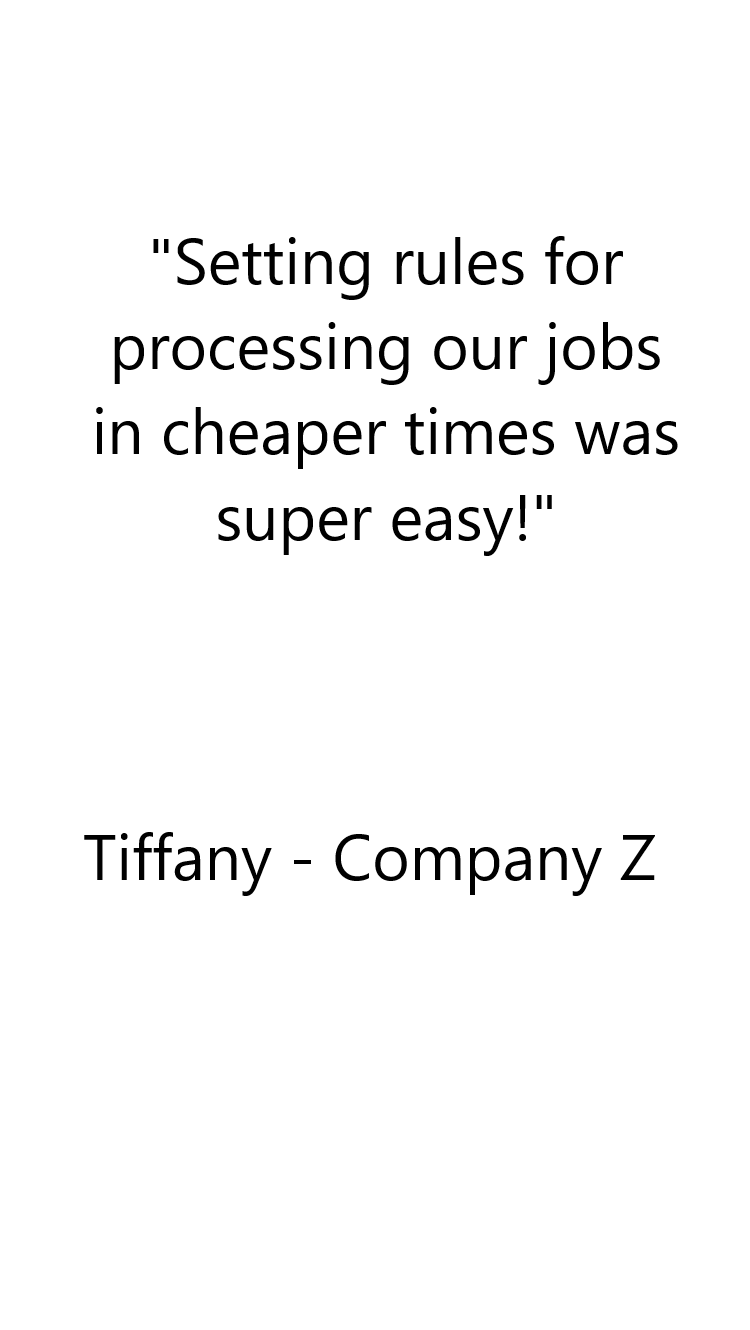 "Setting rules for
processing our jobs
in cheaper times was
super easy!"
Tiffany - Company Z